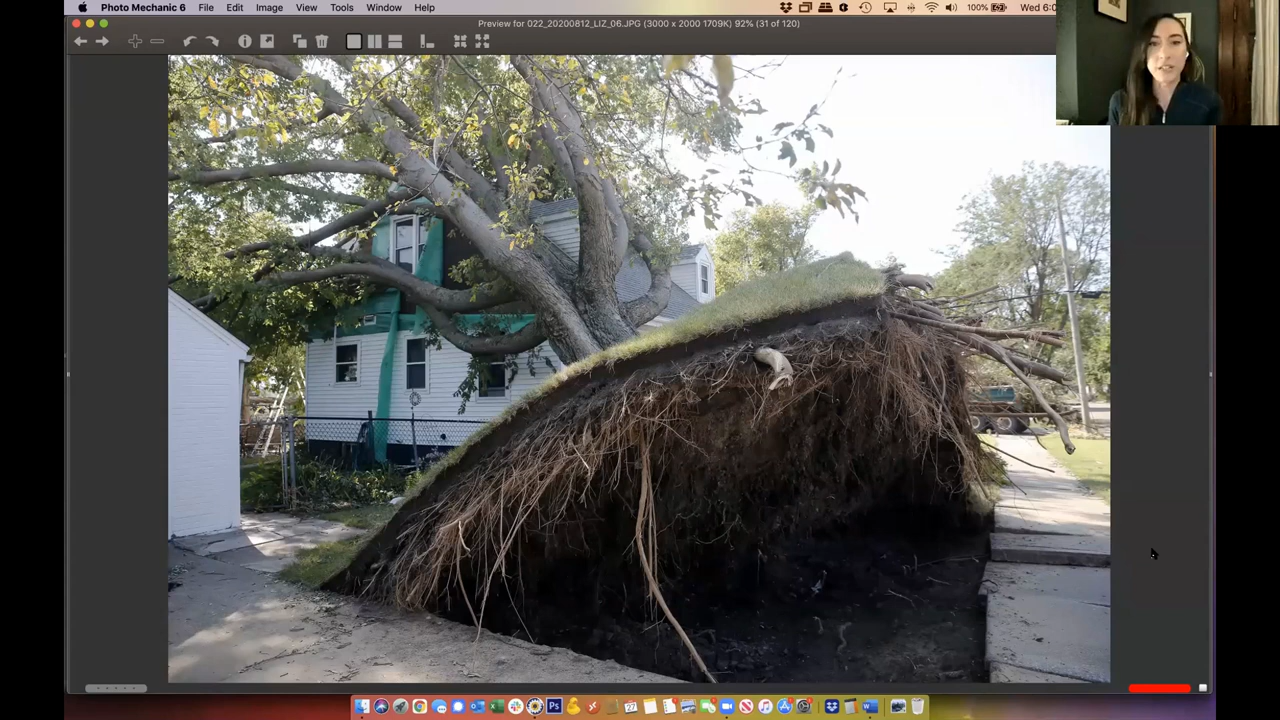 Photo Mechanic 6 File Edit Image View Tools Window Help 100% Wed 6:0
Preview for 022_20200812_LIZ_06.JPG (3000 x 2000 1709K) 92% (31 of 120)